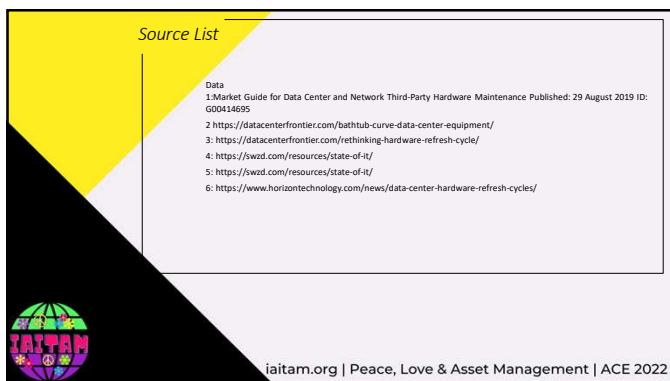 Source List
Data
1:Market Guide for Data Center and Network Third-Party Hardware Maintenance Published: 29 August 2019 ID:
G00414695
2 https://datacenterfrontier.com/bathtub-curve-data-center-equipment/
3: https://datacenterfrontier.com/rethinking-hardware-refresh-cycle/
4: https://swzd.com/resources/state-of-it/
5: https://swzd.com/resources/state-of-it/
6: https://www.horizontechnology.com/news/data-center-hardware-refresh-cycles/
IAITAM
iaitam.org | Peace, Love & Asset Management | ACE 2022